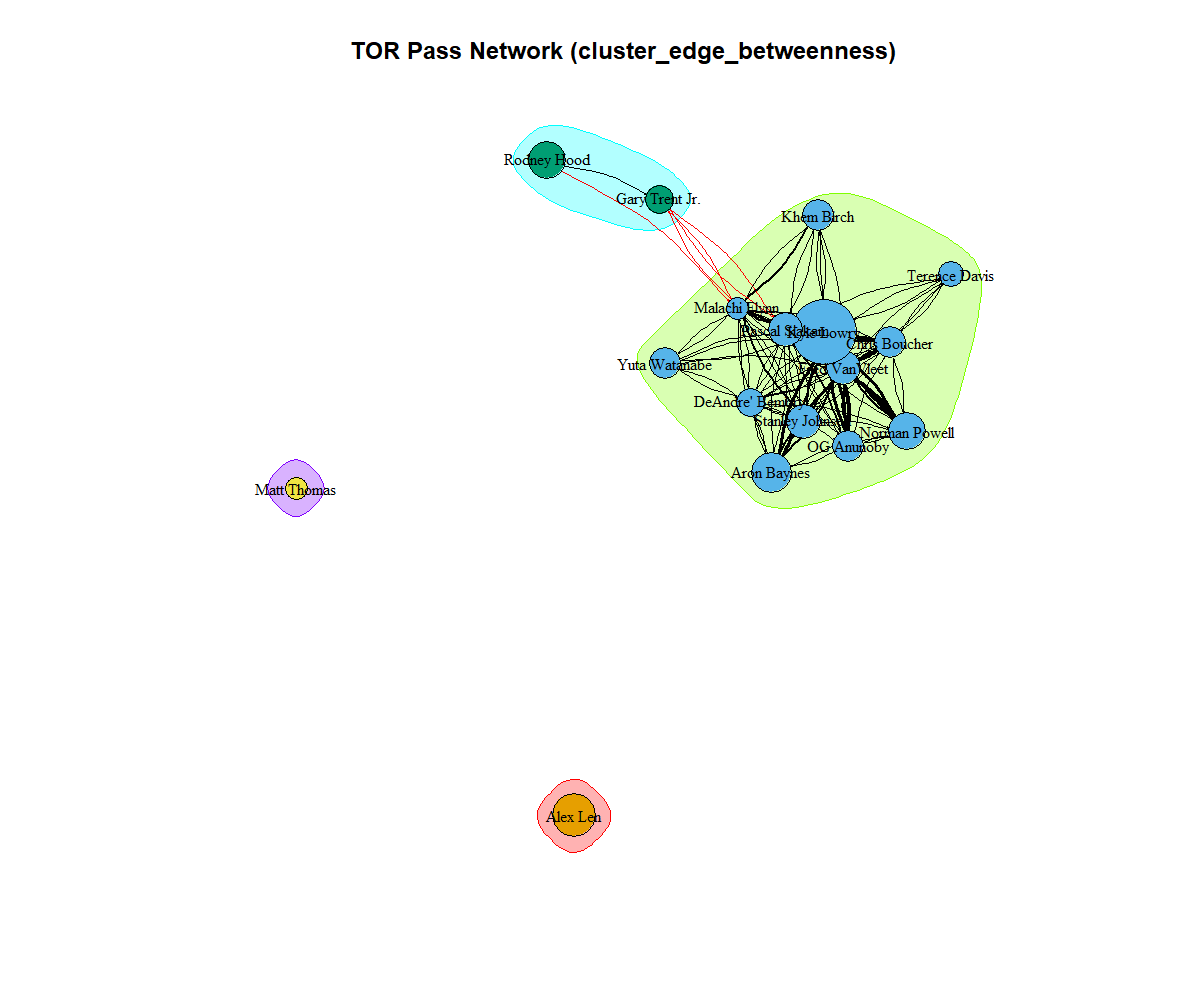 TOR Pass Network (cluster_edge_betweenness)
Rodney Hood
Gary Trent Jr.
Khem Birch
Terence Davis
Malachi Flynn
Pascal Siakam
Kyle Lowry
Chris Boucher
Yuta Watanabe
Fred VanVleet
DeAndre' Bembry
Stanley Johnson
Norman Powell
OG Anunoby
Aron Baynes
Matt Thomas
Alex Len